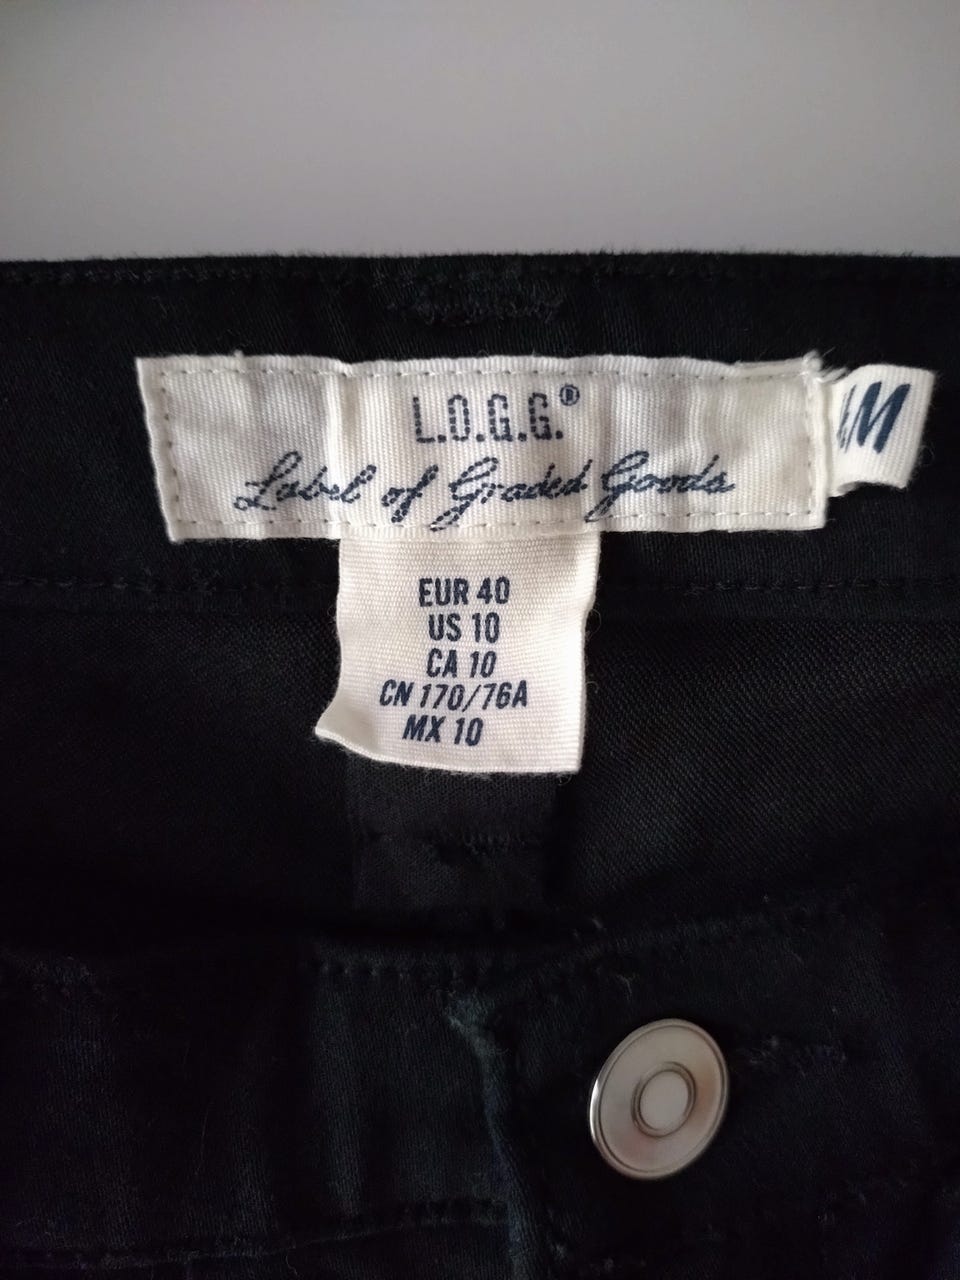 L.O.G.G.®
Label of Graded Goods
EUR 40
US 10
CA 10
CN 170/76A
MX 10